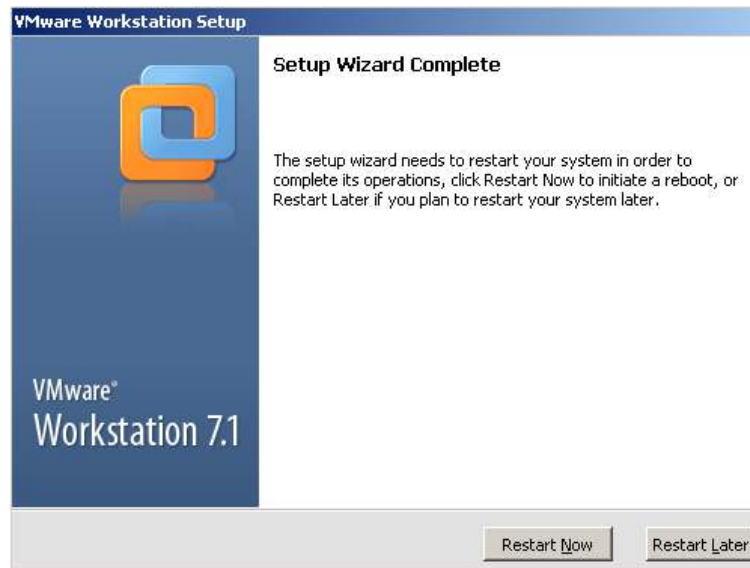 VMware Workstation Setup
Setup Wizard Complete
The setup wizard needs to restart your system in order to
complete its operations, click Restart Now to initiate a reboot, or
Restart Later if you plan to restart your system later.
VMware®
Workstation 7.1
Restart Now
Restart Later